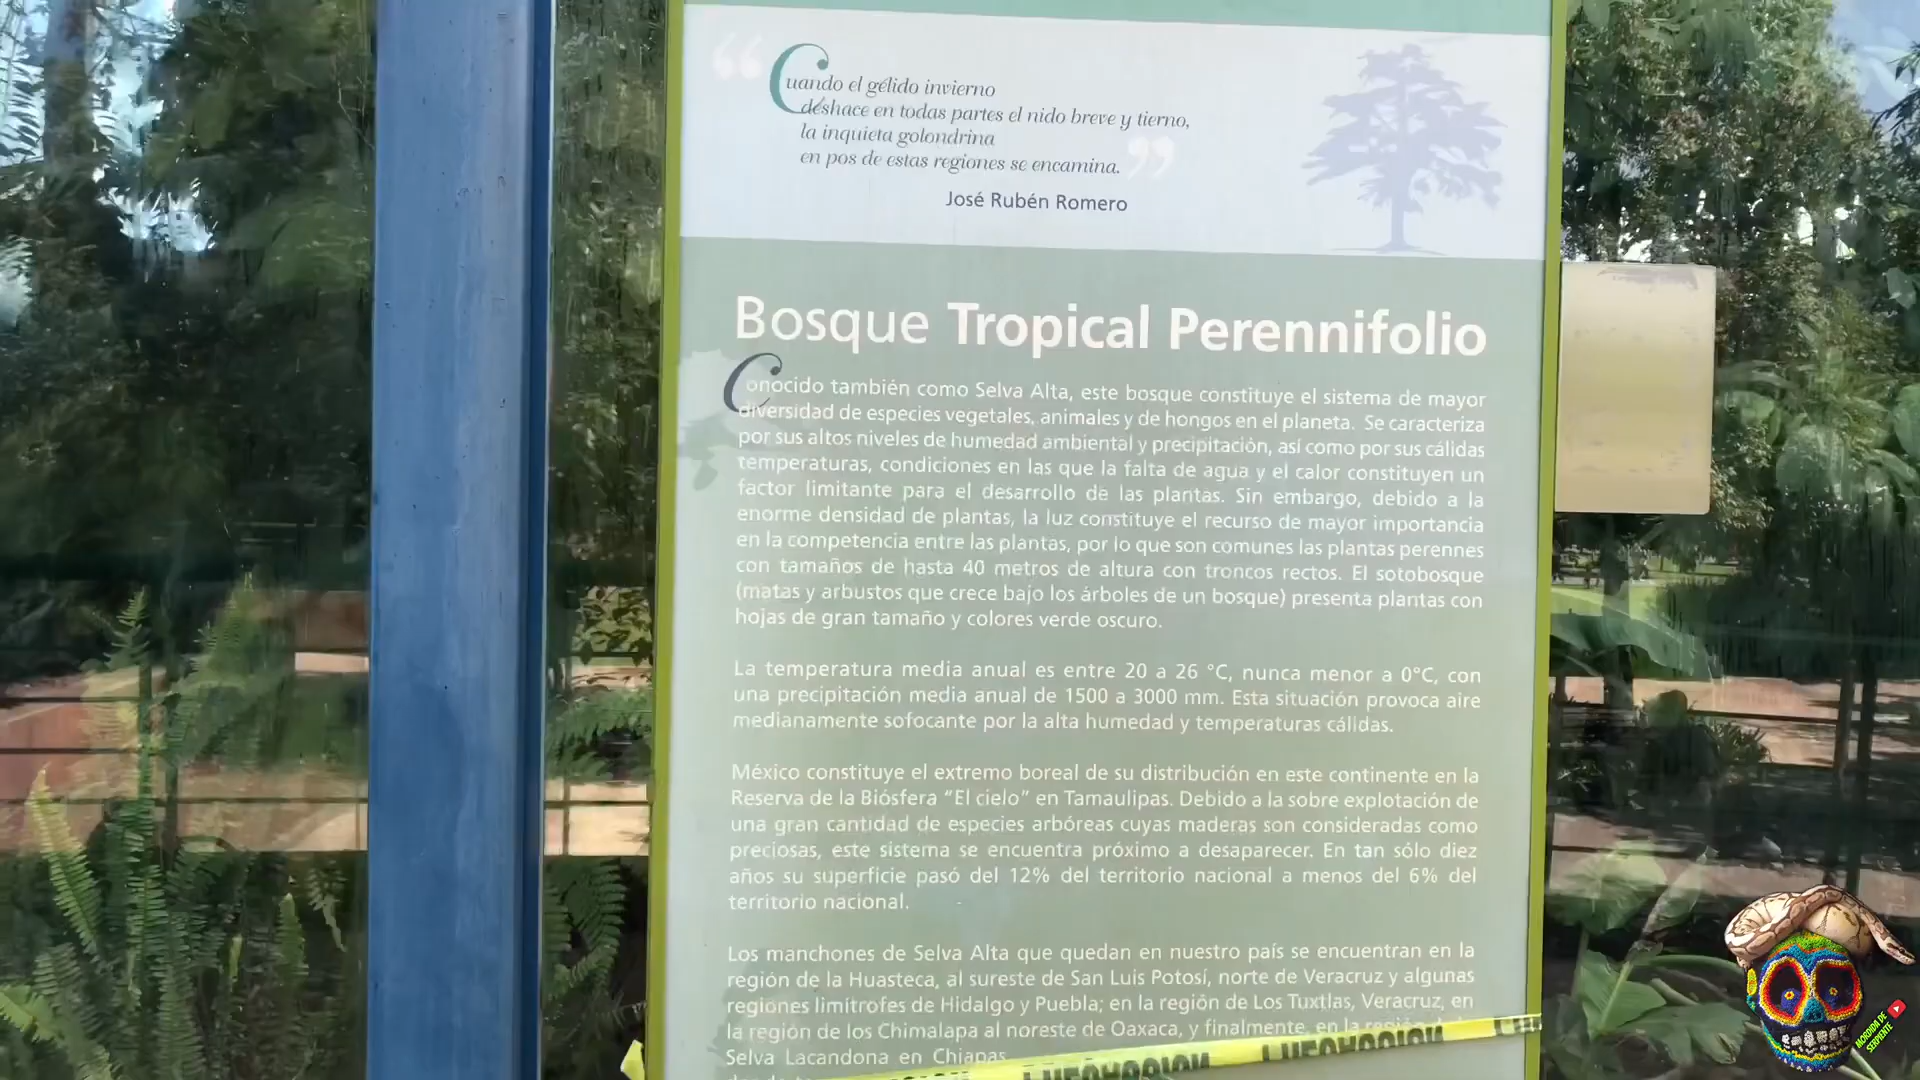 “Cuando el gélido invierno
deshace en todas partes el nido breve y tierno,
la inquieta golondrina
en pos de estas regiones se encamina.”
José Rubén Romero
Bosque Tropical Perennifolio
Conocido también como Selva Alta, este bosque constituye el sistema de mayor
diversidad de especies vegetales, animales y de hongos en el planeta. Se caracteriza
por sus altos niveles de humedad ambiental y precipitación, así como por sus cálidas
temperaturas, condiciones en las que la falta de agua y el calor constituyen un
factor limitante para el desarrollo de las plantas. Sin embargo, debido a la
enorme densidad de plantas, la luz constituye el recurso de mayor importancia
en la competencia entre las plantas, por lo que son comunes las plantas perennes
con tamaños de hasta 40 metros de altura con troncos rectos. El sotobosque
(matas y arbustos que crece bajo los árboles de un bosque) presenta plantas con
hojas de gran tamaño y colores verde oscuro.
La temperatura media anual es entre 20 a 26 °C, nunca menor a 0°C, con
una precipitación media anual de 1500 a 3000 mm. Esta situación provoca aire
medianamente sofocante por la alta humedad y temperaturas cálidas.
México constituye el extremo boreal de su distribución en este continente en la
Reserva de la Biósfera “El cielo” en Tamaulipas. Debido a la sobre explotación de
una gran cantidad de especies arbóreas cuyas maderas son consideradas como
preciosas, este sistema se encuentra próximo a desaparecer. En tan sólo diez
años su superficie pasó del 12% del territorio nacional a menos del 6% del
territorio nacional.
Los manchones de Selva Alta que quedan en nuestro país se encuentran en la
región de la Huasteca, al sureste de San Luis Potosí, norte de Veracruz y algunas
regiones limítrofes de Hidalgo y Puebla; en la región de Los Tuxtlas, Veracruz, en
la región de los Chimalapa al noreste de Oaxaca, y finalmente, en la región
Selva Lacandona en Chiapas
MORDIDA DE
SERPIENTE